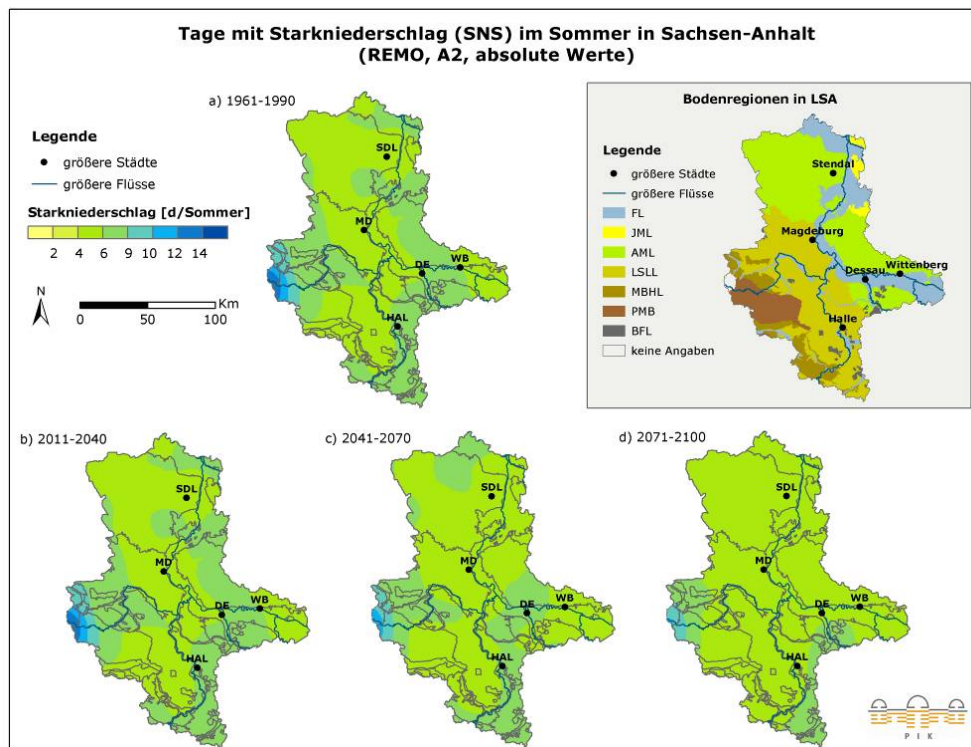 Tage mit Starkniederschlag (SNS) im Sommer in Sachsen-Anhalt
(REMO, A2, absolute Werte)
a) 1961-1990
Legende
größere Städte
größere Flüsse
Starkniederschlag [d/Sommer]
2 4 6 9 10 12 14
N
Km
0 50 100
SDL
MD
DE
WB
HAL
Bodenregionen in LSA
Legende
größere Städte
größere Flüsse
FL
JML
AML
LSLL
MBHL
PMB
BFL
keine Angaben
Stendal
Magdeburg
Dessau
Wittenberg
Halle
b) 2011-2040
SDL
MD
DE
WB
HAL
c) 2041-2070
SDL
MD
DE
WB
HAL
d) 2071-2100
SDL
MD
DE
WB
HAL
P I K